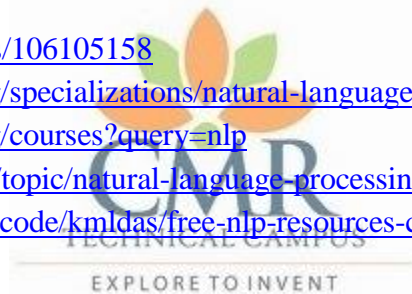 s/106105158
/specializations/natural-language
/courses?query=nlp
/topic/natural-language-processin
code/kmldas/free-nlp-resources-c
CMR
TECHNICAL CAMPUS
EXPLORE TO INVENT